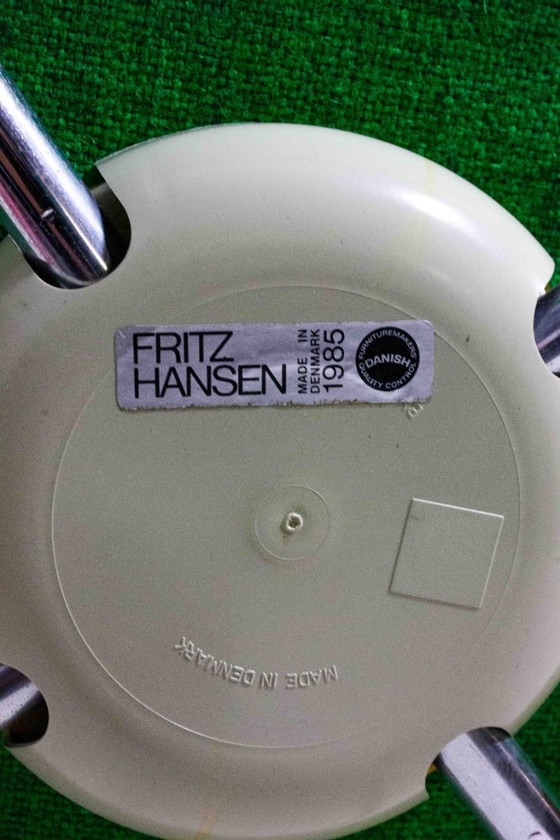 FRITZ
HANSEN
MADE IN
DENMARK
1985
FURNITUREMAKERS
DANISH
QUALITY CONTROL
MADE IN DENMARK